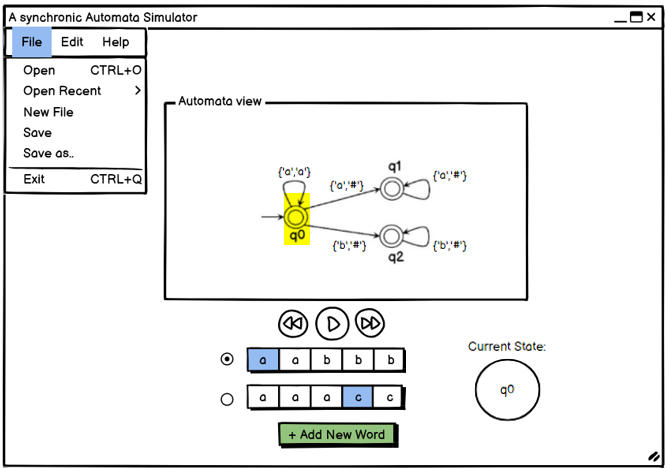 A synchronic Automata Simulator
File Edit Help
Open CTRL+O
Open Recent >
New File
Save
Save as..
Exit CTRL+Q
Automata view
{'a','a'}
q0
{'a','#'}
q1
{'a','#'}
{'b','#'}
q2
{'b','#'}
a a b b b
a a a c c
+ Add New Word
Current State:
q0